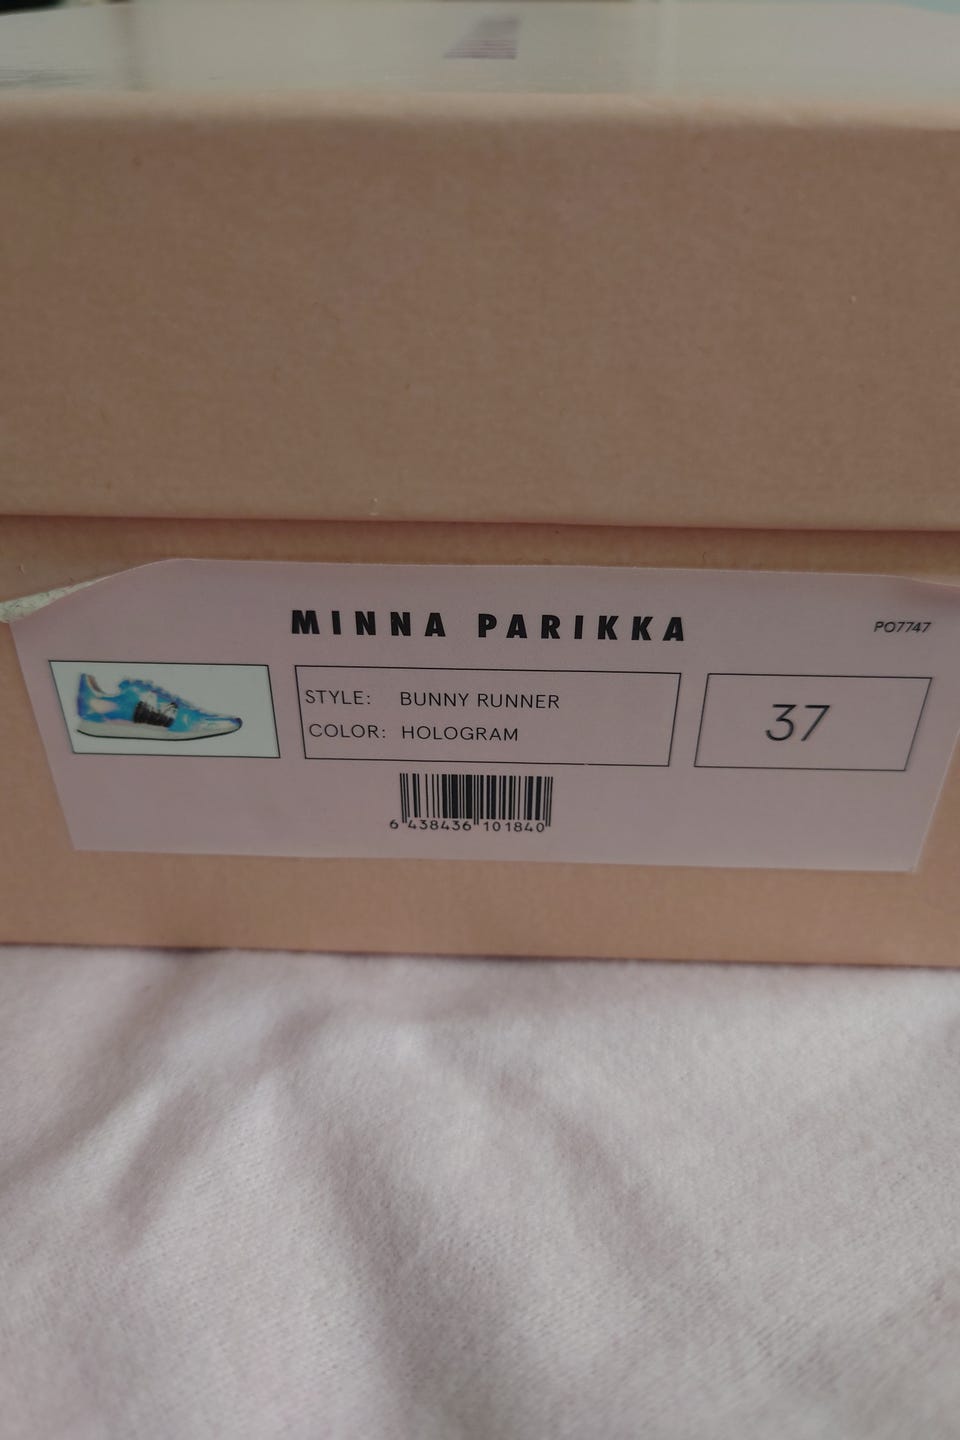 MINNA PARIKKA
PO7747
STYLE: BUNNY RUNNER
COLOR: HOLOGRAM
37
6 438436 101840